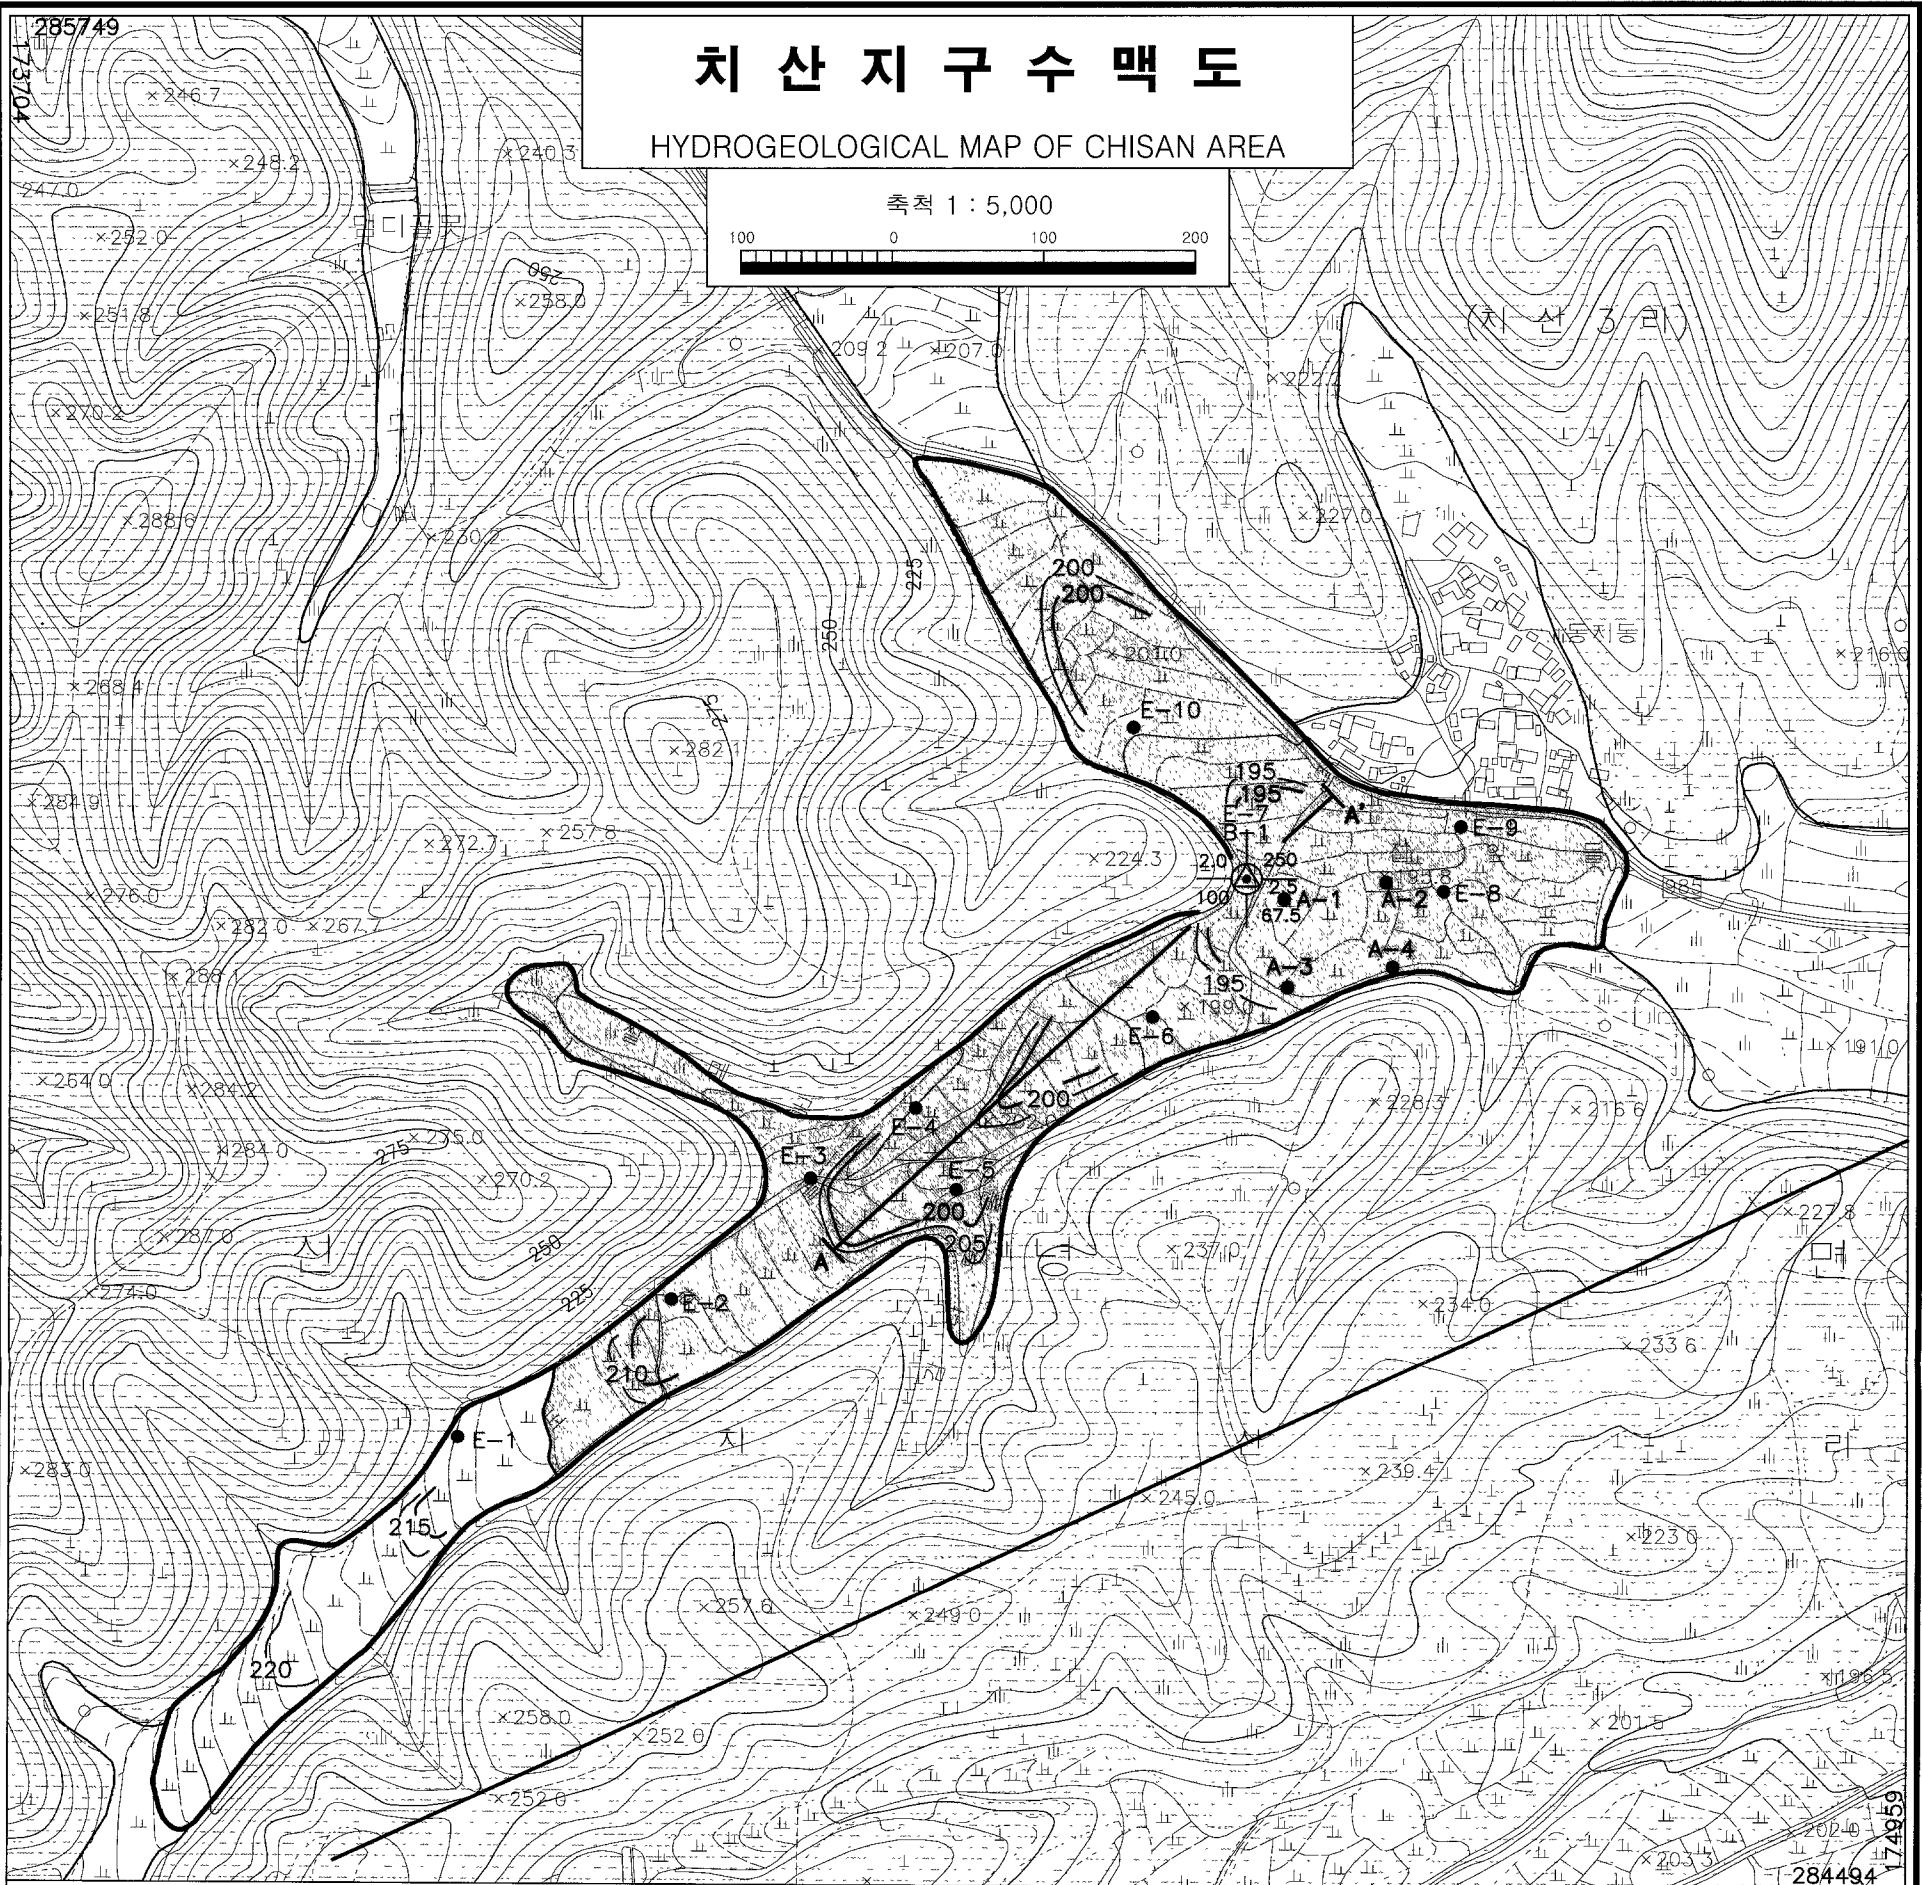 285749
173704
치 산 지 구 수 맥 도
HYDROGEOLOGICAL MAP OF CHISAN AREA
축척 1 : 5,000
100 0 100 200
×246.7
×248.2
×240.3
247.0
×252.0
250
×258.0
×251.8
(치 산 3 리)
×209.2
×207.0
×270.2
×288.6
×230.2
×227.0
225
200
200
250
동지동
×201.0
×216.0
×268.4
275
×282.1
E-10
195
195
A'
×284.9
×257.8
×272.7
E-7
B-1
E-9
×224.3
2.0
250
×276.0
100
2.5
67.5
A-1
A-2
E-8
×282.0
×267.7
A-4
×288.1
A-3
195
×199.0
E-6
×191.0
×264.0
×284.2
200
×228.3
×216.6
E-4
275
×275.0
×284.0
E-3
×270.2
E-5
200
×227.8
×287.0
250
205
×237.0
신
A
매
×274.0
225
E-2
×234.0
×233.6
210
E-1
지
산
리
×283.0
×239.4
×245.0
215
×223.0
×257.6
×249.0
220
×196.5
×258.0
×252.0
×201.5
×252.0
×202.0
×203.3
174959
284494